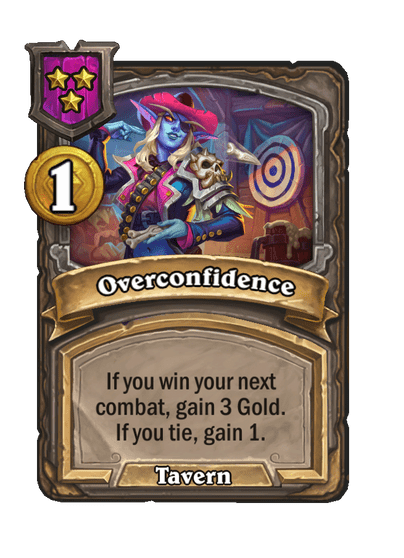 1
Overconfidence
If you win your next
combat, gain 3 Gold.
If you tie, gain 1.
Tavern